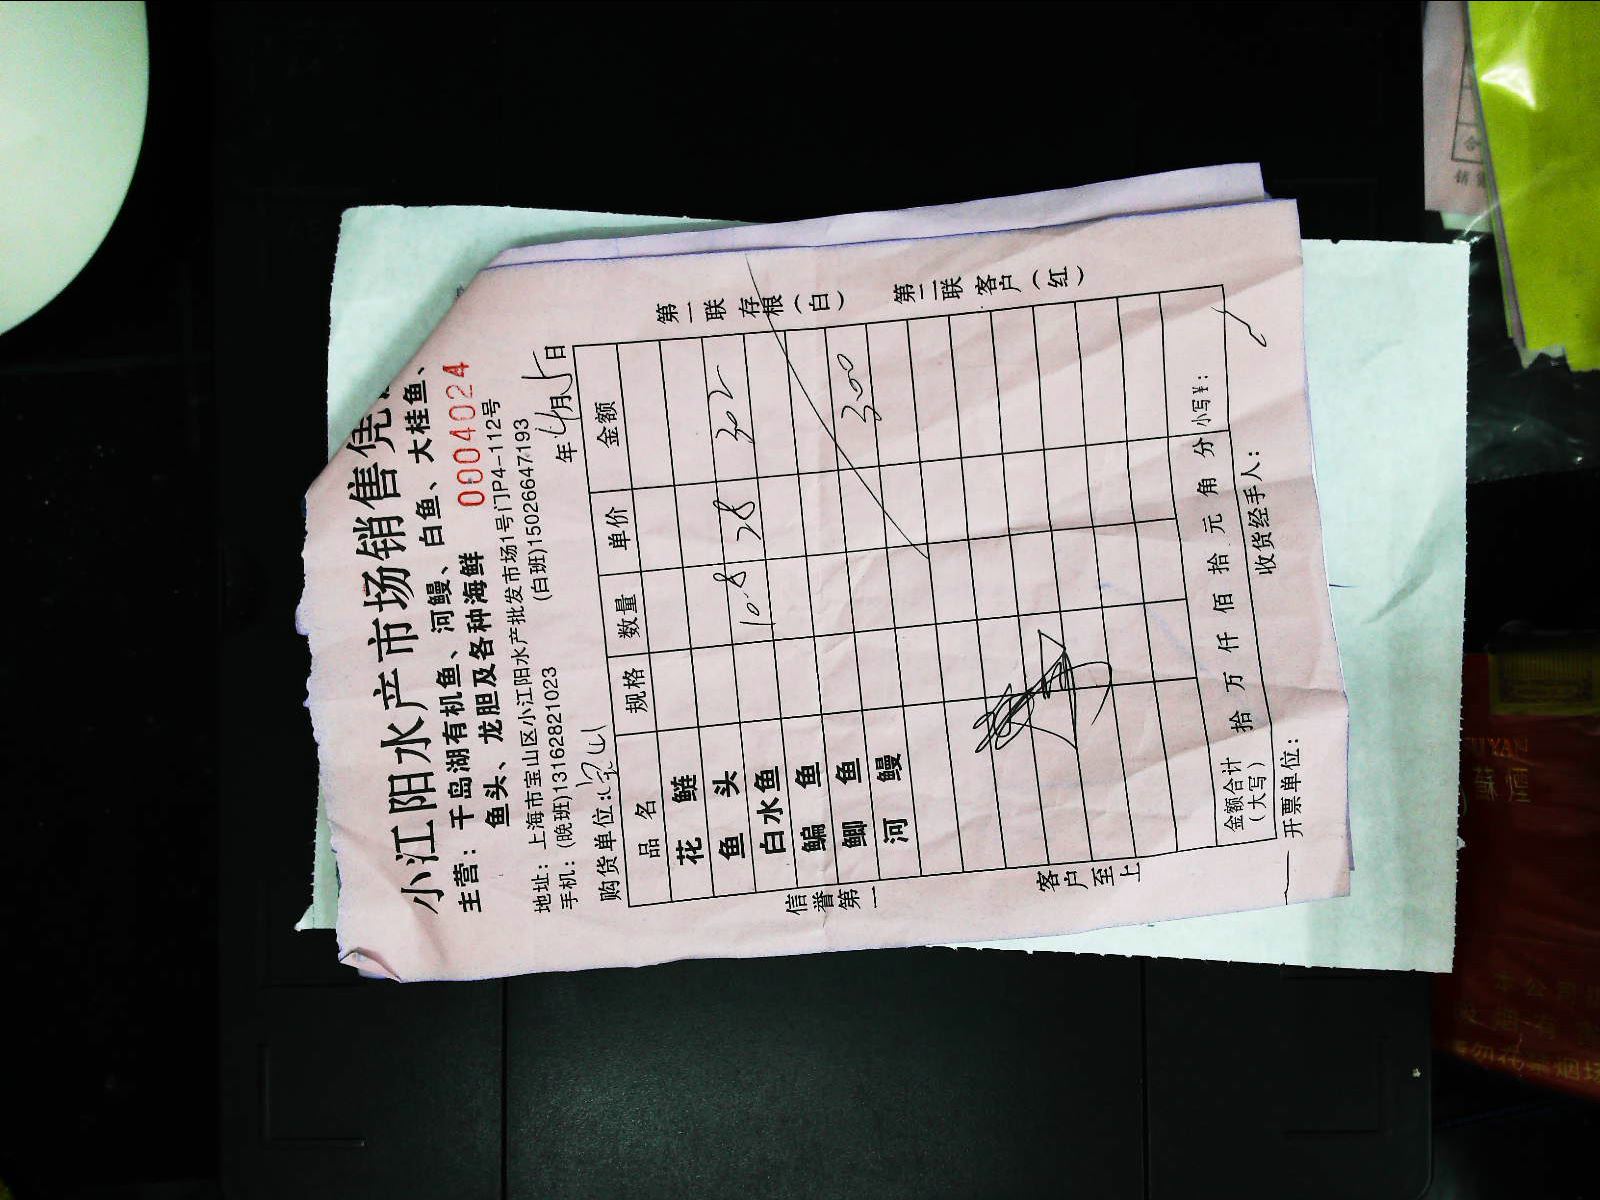 小江阳水产市场销售凭
主营：千岛湖有机鱼、河鳗、白鱼、大桂鱼、
鱼头、龙胆及各种海鲜 0004024
地址：上海市宝山区小江阳水产批发市场1号门P4-112号
手机：(晚班)13162821023 (白班)15026647193
购货单位: 宝山 年 4月5日
品名 规格 数量 单价 金额
花鲢
鱼头 10.8 28 302
白水鱼
鳊鱼
鲫鱼 300
河鳗
金额合计（大写） 拾 万 仟 佰 拾 元 角 分 小写¥：
开票单位： 收货经手人：
信誉第一 客户至上
第一联存根（白） 第二联客户（红）
合